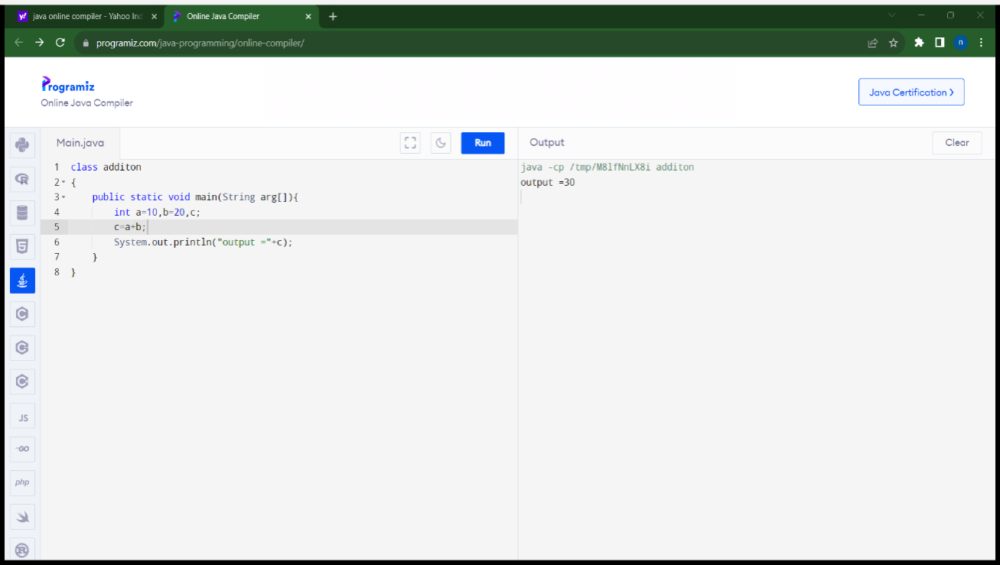 java online compiler - Yahoo Ind
Online Java Compiler
programiz.com/java-programming/online-compiler/
n
Programiz
Online Java Compiler
Java Certification
Main.java
Run
Output
Clear
1 class additon
2 {
3 public static void main(String arg[]){
4 int a=10,b=20,c;
5 c=a+b;
6 System.out.println("output ="+c);
7 }
8 }
java -cp /tmp/M8lfNnLX8i additon
output =30
JS
GO
php